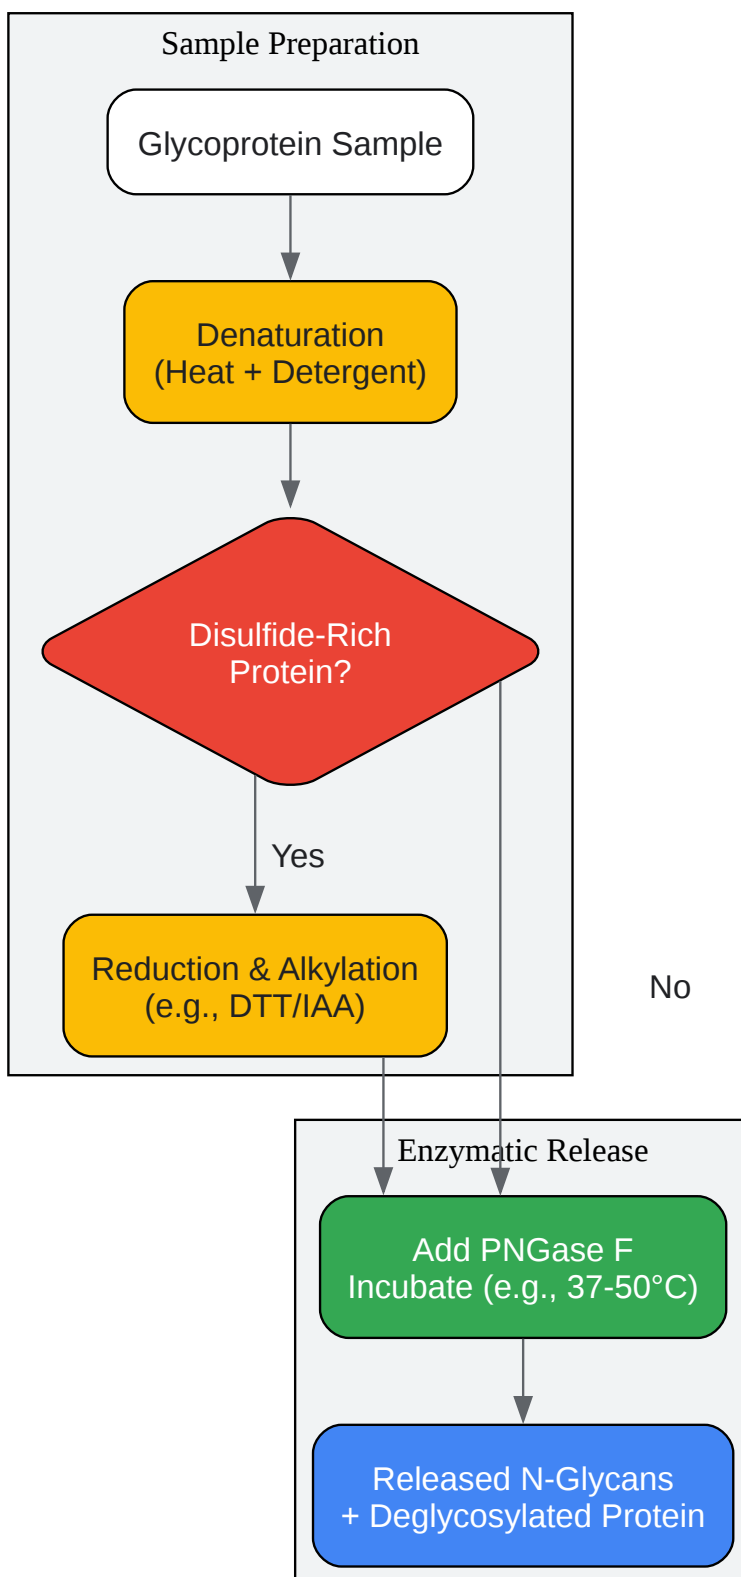 Sample Preparation
Glycoprotein Sample
Denaturation
(Heat + Detergent)
Disulfide-Rich
Protein?
Yes
Reduction & Alkylation
(e.g., DTT/IAA)
No
Enzymatic Release
Add PNGase F
Incubate (e.g., 37-50°C)
Released N-Glycans
+ Deglycosylated Protein